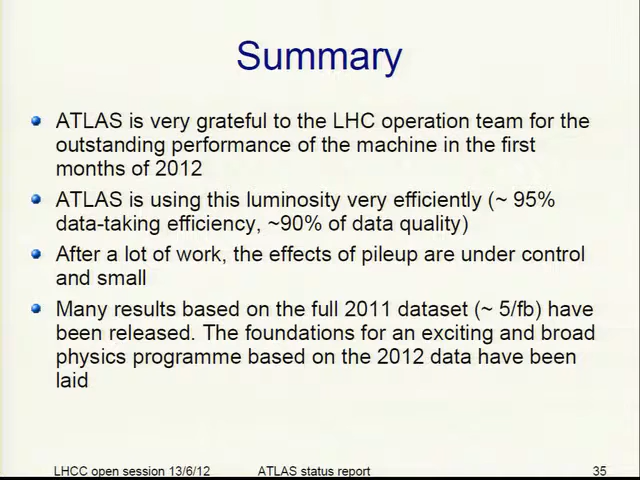 Summary
ATLAS is very grateful to the LHC operation team for the
outstanding performance of the machine in the first
months of 2012
ATLAS is using this luminosity very efficiently (~ 95%
data-taking efficiency, ~90% of data quality)
After a lot of work, the effects of pileup are under control
and small
Many results based on the full 2011 dataset (~ 5/fb) have
been released. The foundations for an exciting and broad
physics programme based on the 2012 data have been
laid
LHCC open session 13/6/12 ATLAS status report 35